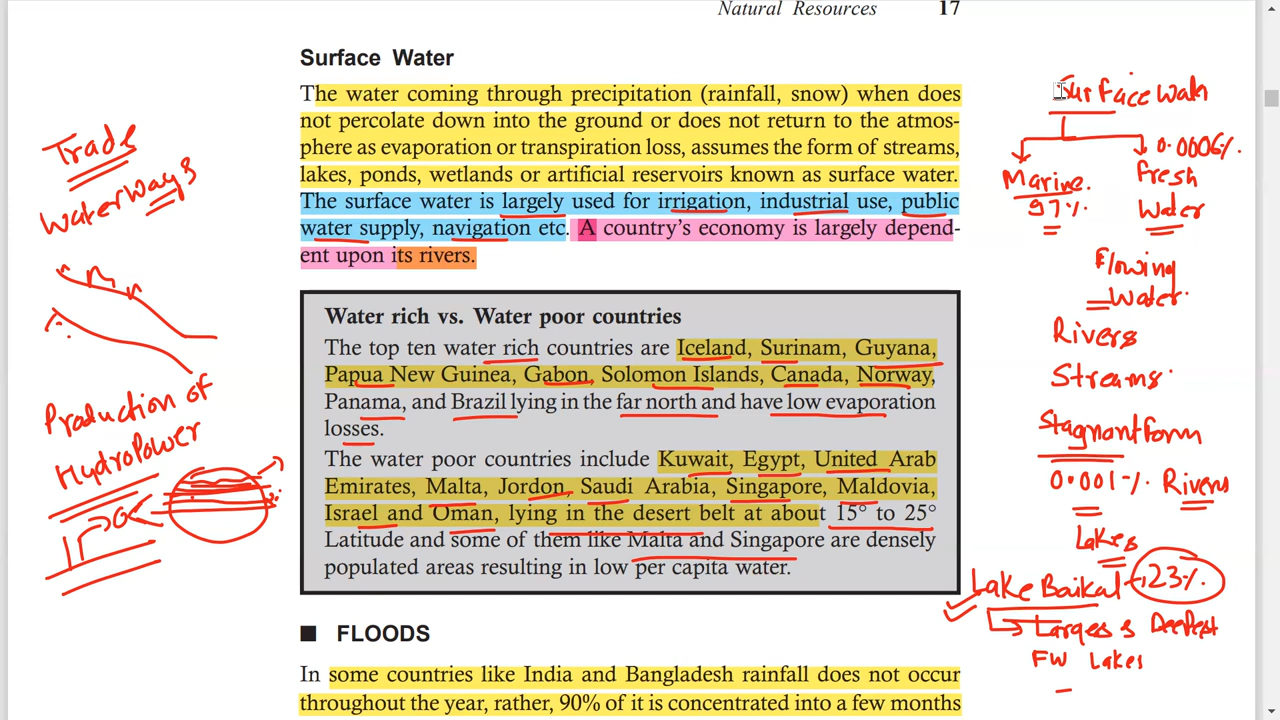 Natural Resources 17
Surface Water
The water coming through precipitation (rainfall, snow) when does
not percolate down into the ground or does not return to the atmos-
phere as evaporation or transpiration loss, assumes the form of streams,
lakes, ponds, wetlands or artificial reservoirs known as surface water.
The surface water is largely used for irrigation, industrial use, public
water supply, navigation etc. A country's economy is largely depend-
ent upon its rivers.
Water rich vs. Water poor countries
The top ten water rich countries are Iceland, Surinam, Guyana,
Papua New Guinea, Gabon, Solomon Islands, Canada, Norway,
Panama, and Brazil lying in the far north and have low evaporation
losses.
The water poor countries include Kuwait, Egypt, United Arab
Emirates, Malta, Jordon, Saudi Arabia, Singapore, Maldovia,
Israel and Oman, lying in the desert belt at about 15° to 25°
Latitude and some of them like Malta and Singapore are densely
populated areas resulting in low per capita water.
■ FLOODS
In some countries like India and Bangladesh rainfall does not occur
throughout the year, rather, 90% of it is concentrated into a few months
Trade
WaterWays
Production of
HydroPower
Surface
0.0006%.
Marine. Fresh
97%. Water
Flowing
Water.
Rivers
Streams.
Stagnant form
0.001% Rivers
Lakes
Lake Baikal 23%.
Deepest
FW Lakes